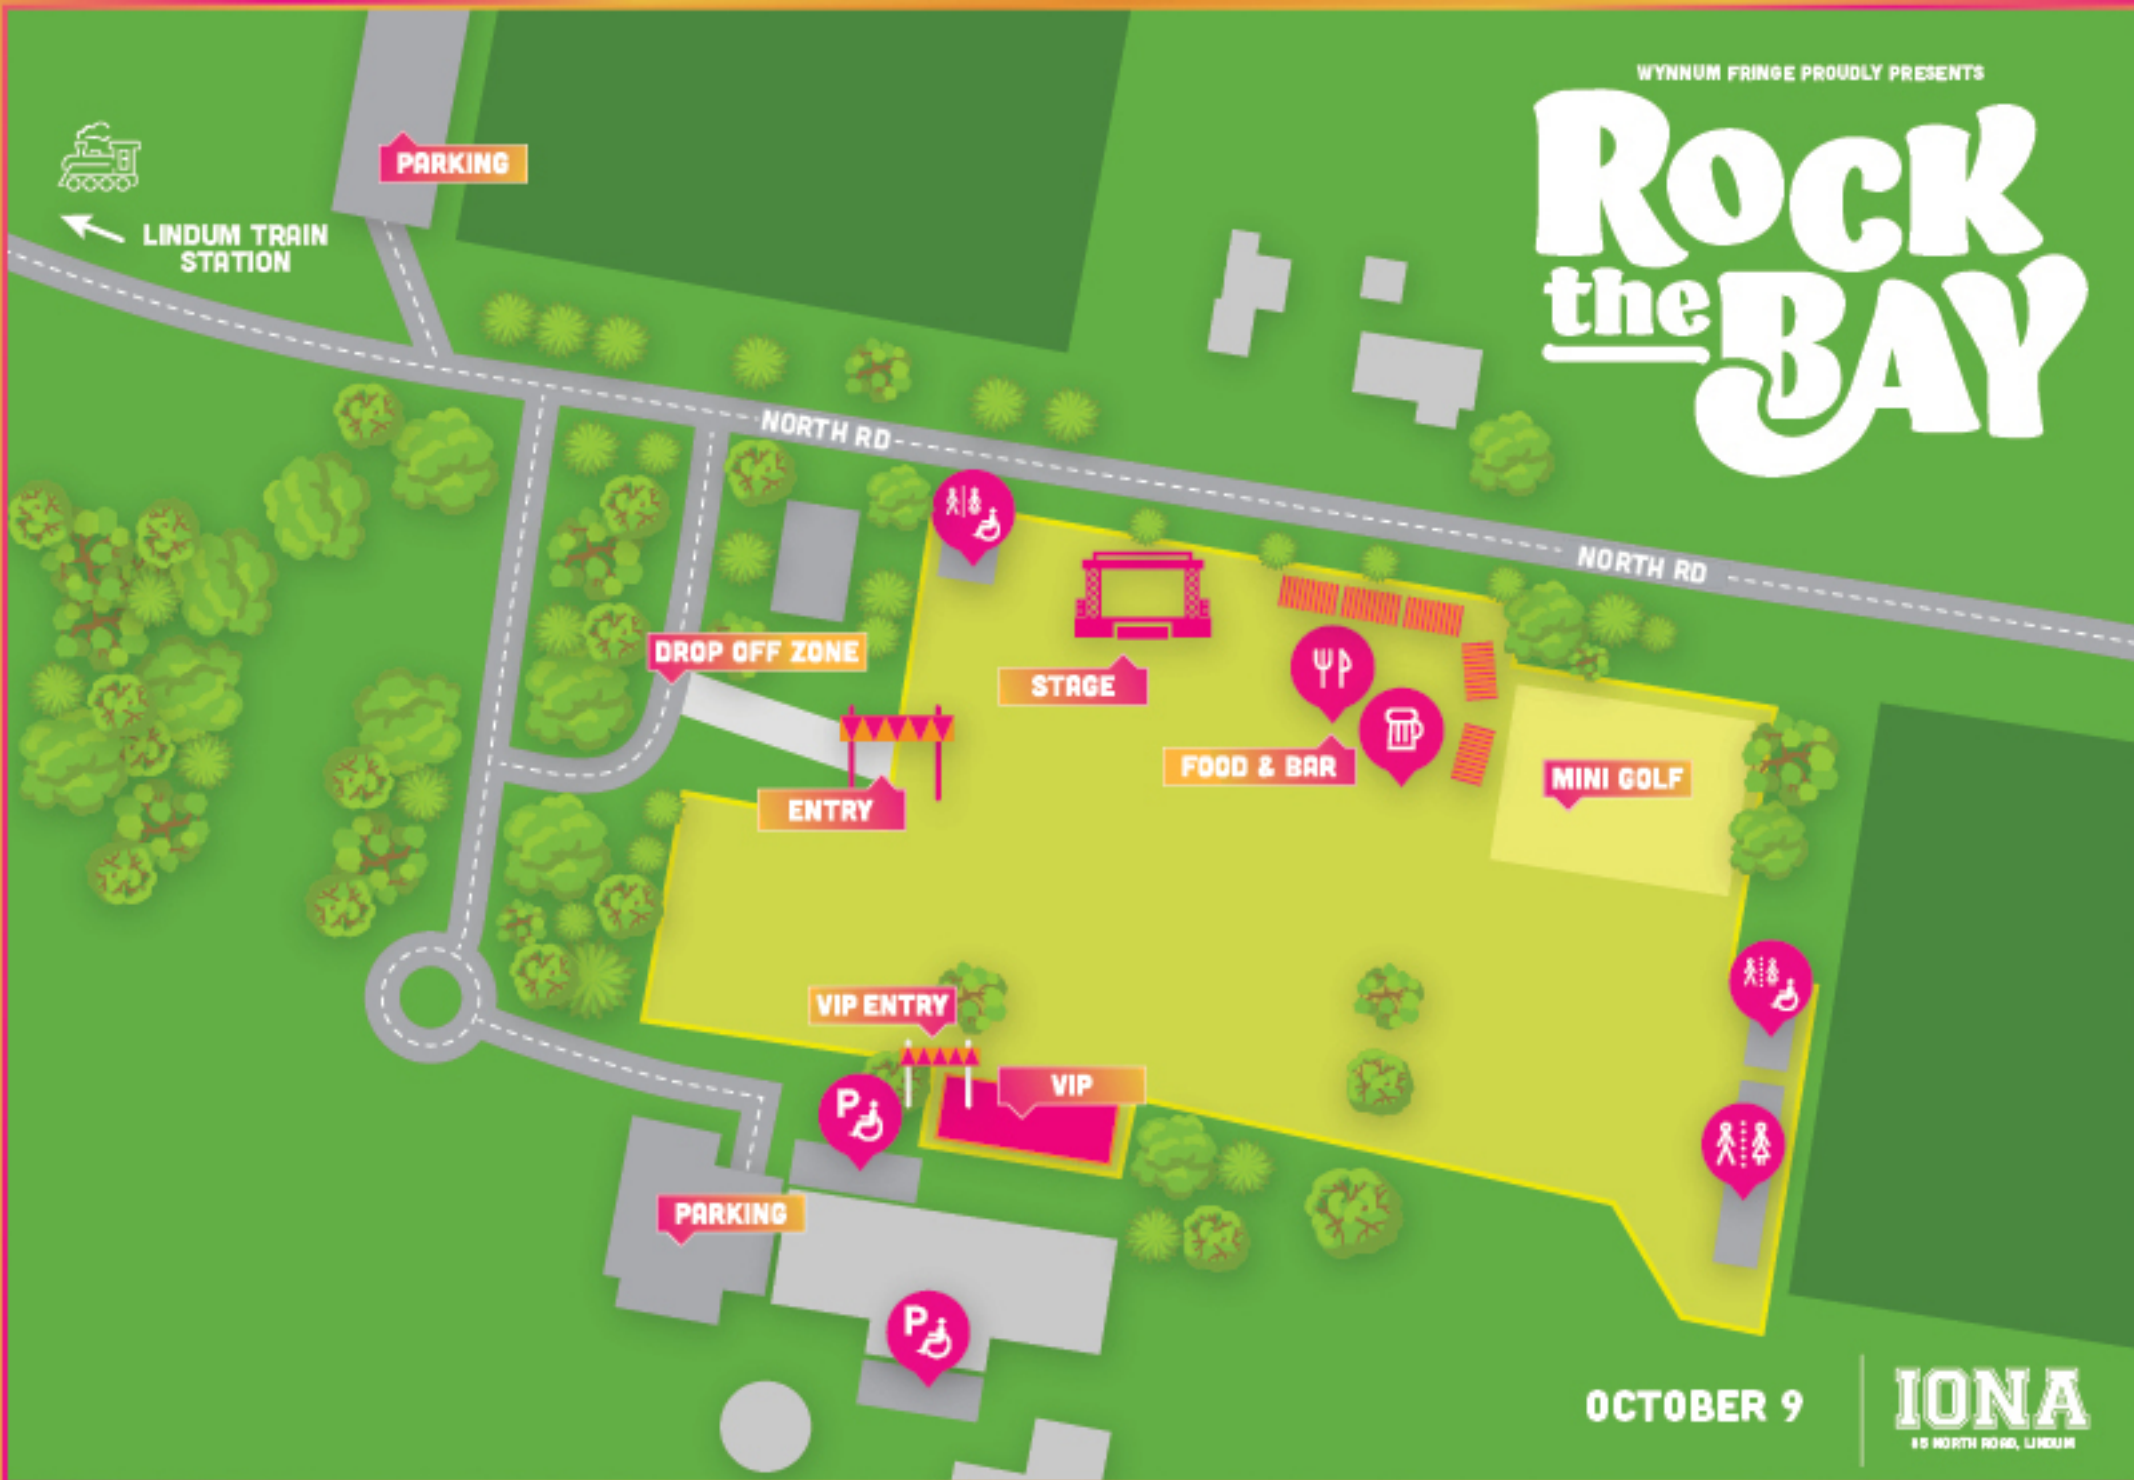 WYNNUM FRINGE PROUDLY PRESENTS
ROCK
the BAY
PARKING
LINDUM TRAIN
STATION
NORTH RD
NORTH RD
DROP OFF ZONE
STAGE
FOOD & BAR
MINI GOLF
ENTRY
VIP ENTRY
VIP
P
PARKING
P
OCTOBER 9
IONA
85 NORTH ROAD, LINDUM